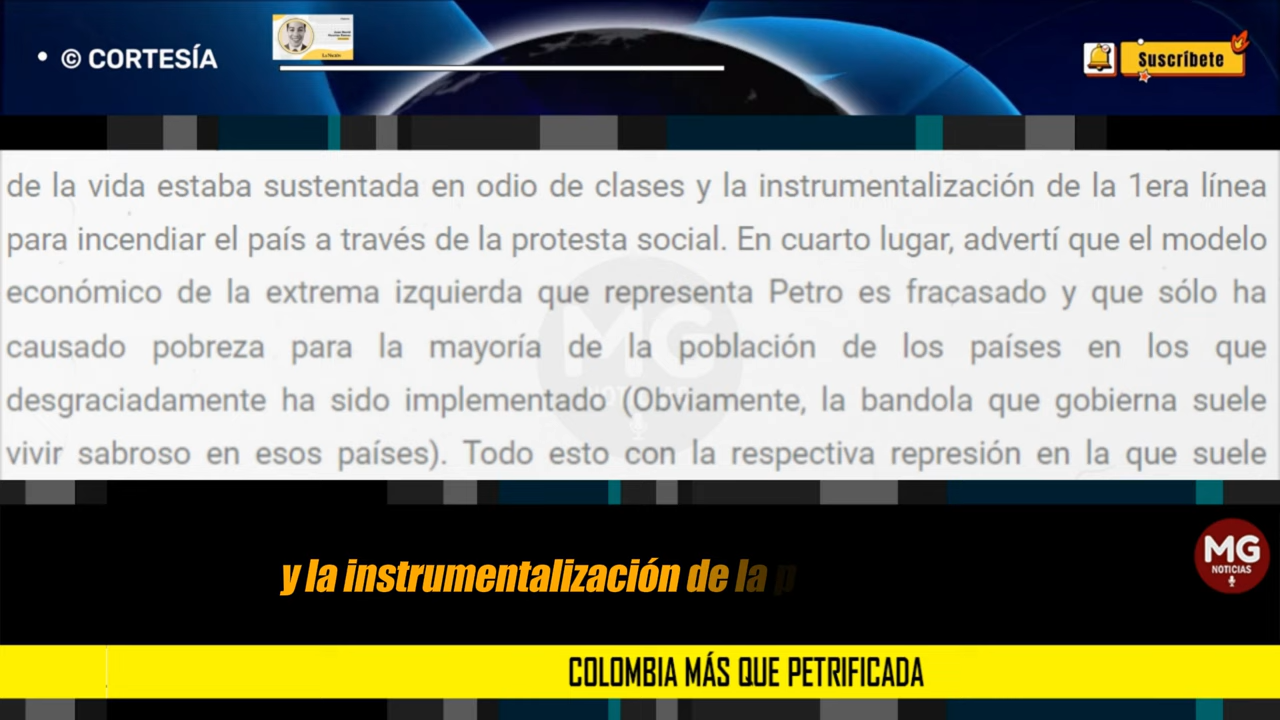 • © CORTESÍA
Suscríbete
de la vida estaba sustentada en odio de clases y la instrumentalización de la 1era línea
para incendiar el país a través de la protesta social. En cuarto lugar, advertí que el modelo
económico de la extrema izquierda que representa Petro es fracasado y que sólo ha
causado pobreza para la mayoría de la población de los países en los que
desgraciadamente ha sido implementado (Obviamente, la bandola que gobierna suele
vivir sabroso en esos países). Todo esto con la respectiva represión en la que suele
MG
NOTICIAS
y la instrumentalización de la p
MG
NOTICIAS
COLOMBIA MÁS QUE PETRIFICADA